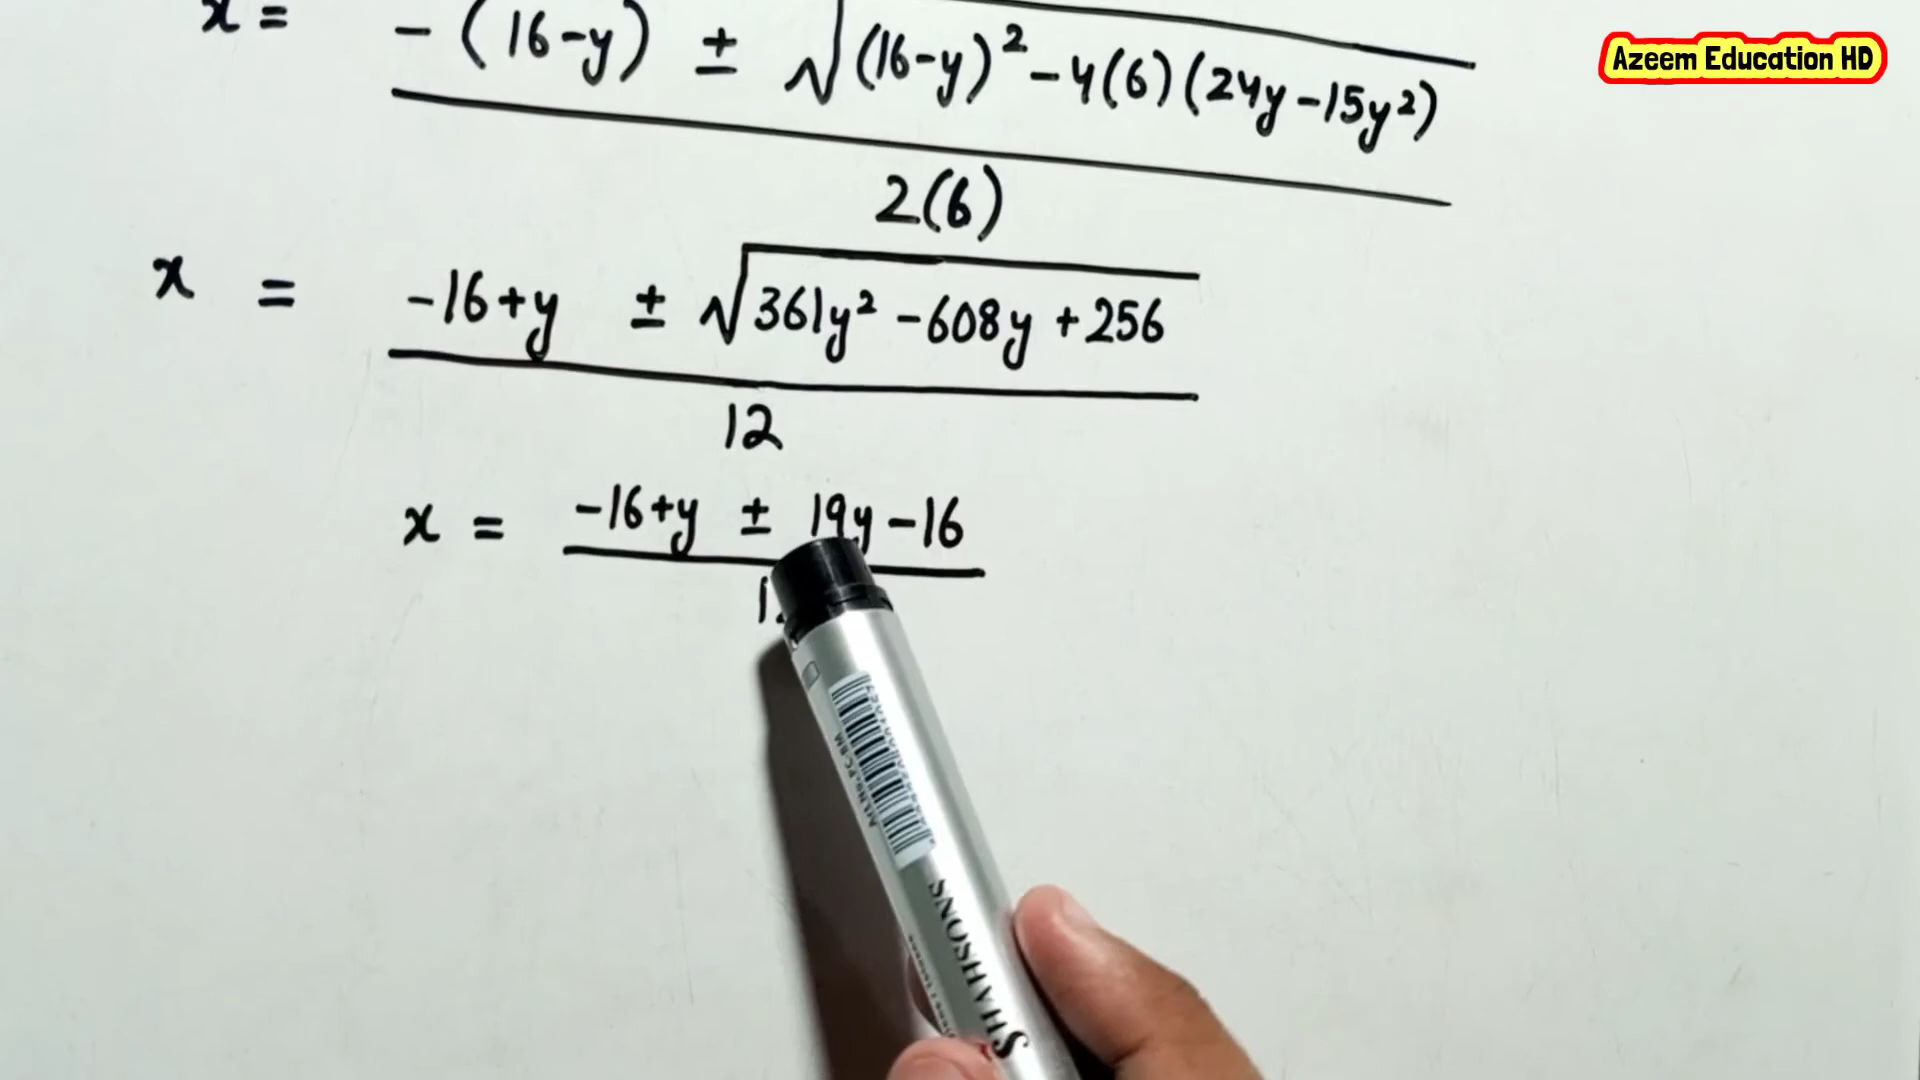 Azeem Education HD
x = -(16-y) ± √(16-y)² - 4(6)(24y-15y²)
2(6)
x = -16+y ± √361y² - 608y + 256
12
x = -16+y ± 19y - 16
SHAHSONS